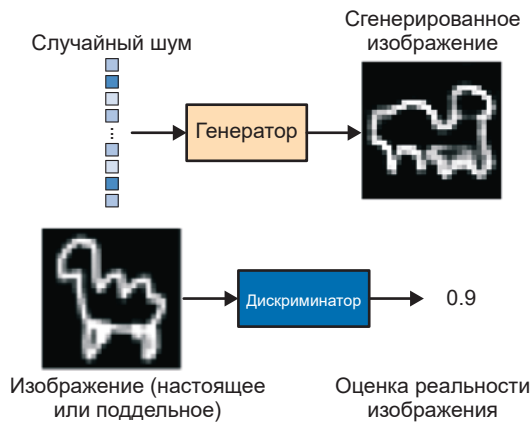 Случайный шум
Сгенерированное
изображение
Генератор
Дискриминатор
0.9
Изображение (настоящее
или поддельное)
Оценка реальности
изображения